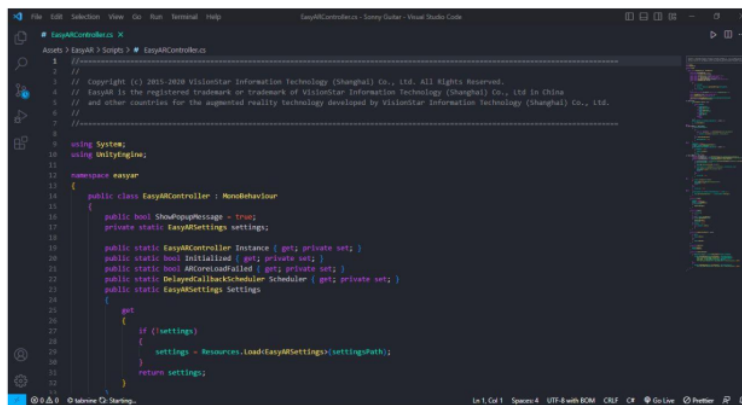 File Edit Selection View Go Run Terminal Help
EasyARController.cs - Sonny Guitar - Visual Studio Code
# EasyARController.cs ×
Assets > EasyAR > Scripts > # EasyARController.cs
1 //================================================================================================================================
2 //
3 // Copyright (c) 2015-2020 VisionStar Information Technology (Shanghai) Co., Ltd. All Rights Reserved.
4 // EasyAR is the registered trademark or trademark of VisionStar Information Technology (Shanghai) Co., Ltd in China
5 // and other countries for the augmented reality technology developed by VisionStar Information Technology (Shanghai) Co., Ltd.
6 //
7 //================================================================================================================================
8
9 using System;
10 using UnityEngine;
11
12 namespace easyar
13 {
14 public class EasyARController : MonoBehaviour
15 {
16 public bool ShowPopupMessage = true;
17 private static EasyARSettings settings;
18
19 public static EasyARController Instance { get; private set; }
20 public static bool Initialized { get; private set; }
21 public static bool ARCoreLoadFailed { get; private set; }
22 public static DelayedCallbackScheduler Scheduler { get; private set; }
23 public static EasyARSettings Settings
24 {
25 get
26 {
27 if (!settings)
28 {
29 settings = Resources.Load<EasyARSettings>(settingsPath);
30 }
31 return settings;
32 }
33 }
0 0 tabnine Starting...
Ln 1, Col 1 Spaces: 4 UTF-8 with BOM CRLF C# Go Live Prettier